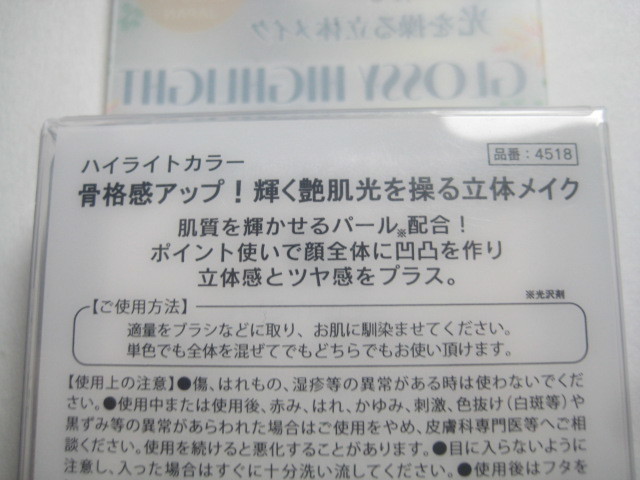 光を操る立体メイク
GLOSSY HIGHLIGHT
ハイライトカラー
品番：4518
骨格感アップ！輝く艶肌光を操る立体メイク
肌質を輝かせるパール※配合！
ポイント使いで顔全体に凹凸を作り
立体感とツヤ感をプラス。
※光沢剤
【ご使用方法】
適量をブラシなどに取り、お肌に馴染ませてください。
単色でも全体を混ぜてでもどちらでもお使い頂けます。
【使用上の注意】●傷、はれもの、湿疹等の異常がある時は使わないでくだ
さい。●使用中または使用後、赤み、はれ、かゆみ、刺激、色抜け（白斑等）や
黒ずみ等の異常があらわれた場合はご使用をやめ、皮膚科専門医等へご相
談ください。使用を続けると悪化することがあります。●目に入らないように
注意し、入った場合はすぐに十分洗い流してください。●使用後はフタを